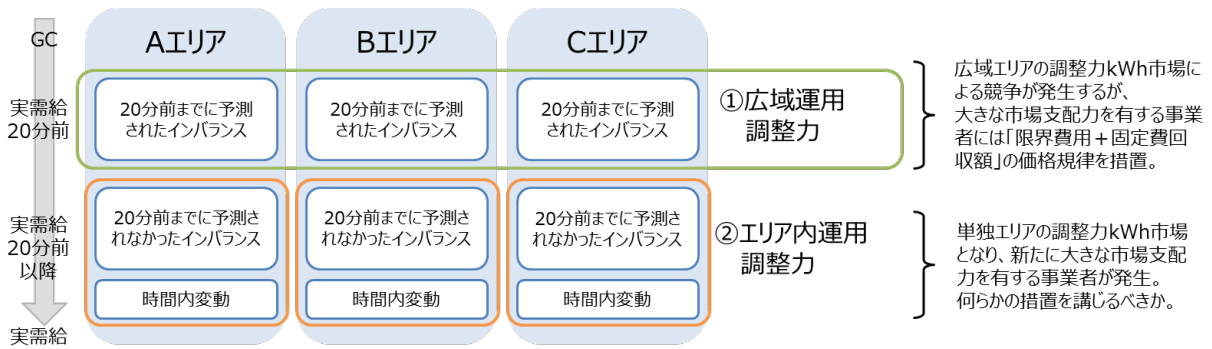 GC
Aエリア
Bエリア
Cエリア
実需給
20分前
20分前までに予測
されたインバランス
20分前までに予測
されたインバランス
20分前までに予測
されたインバランス
①広域運用
調整力
広域エリアの調整力kWh市場に
よる競争が発生するが、
大きな市場支配力を有する事業
者には「限界費用+固定費回
収額」の価格規律を措置。
実需給
20分前
以降
20分前までに予測さ
れなかったインバランス
20分前までに予測さ
れなかったインバランス
20分前までに予測さ
れなかったインバランス
時間内変動
時間内変動
時間内変動
②エリア内運用
調整力
単独エリアの調整力kWh市場
となり、新たに大きな市場支配
力を有する事業者が発生。
何らかの措置を講じるべきか。
実需給